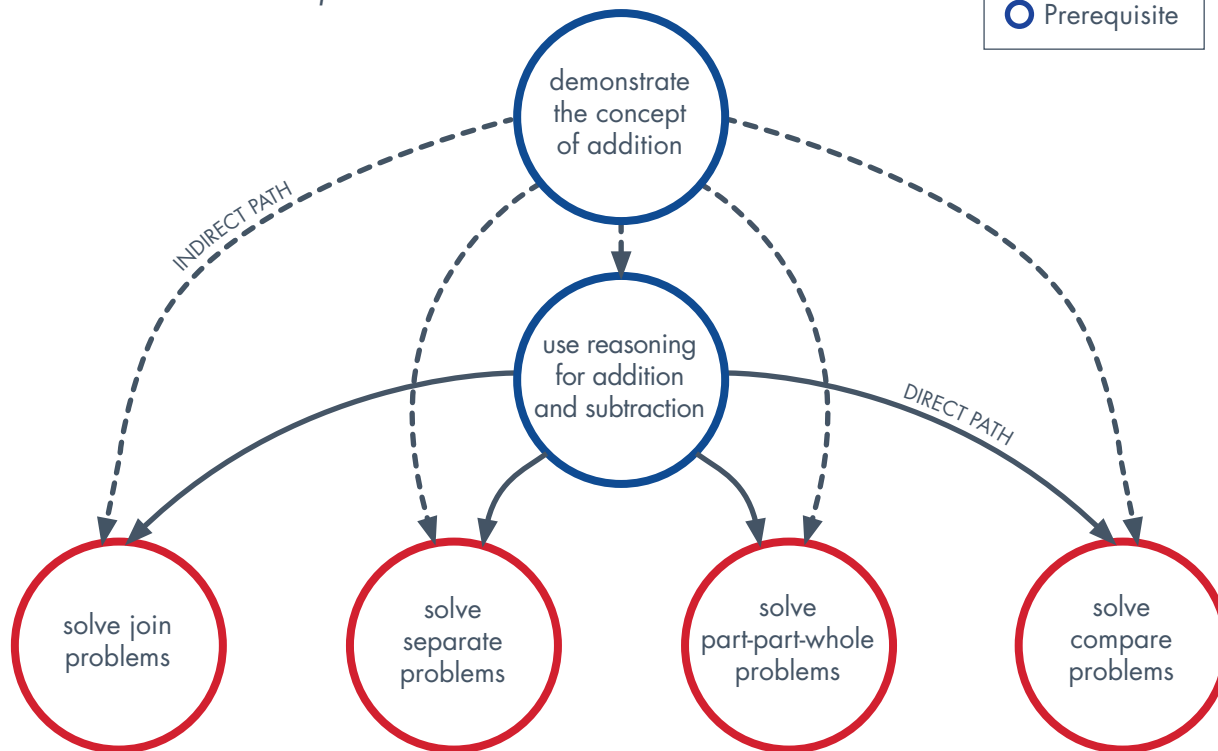 Prerequisite
demonstrate
the concept
of addition
INDIRECT PATH
use reasoning
for addition
and subtraction
DIRECT PATH
solve join
problems
solve
separate
problems
solve
part-part-whole
problems
solve
compare
problems